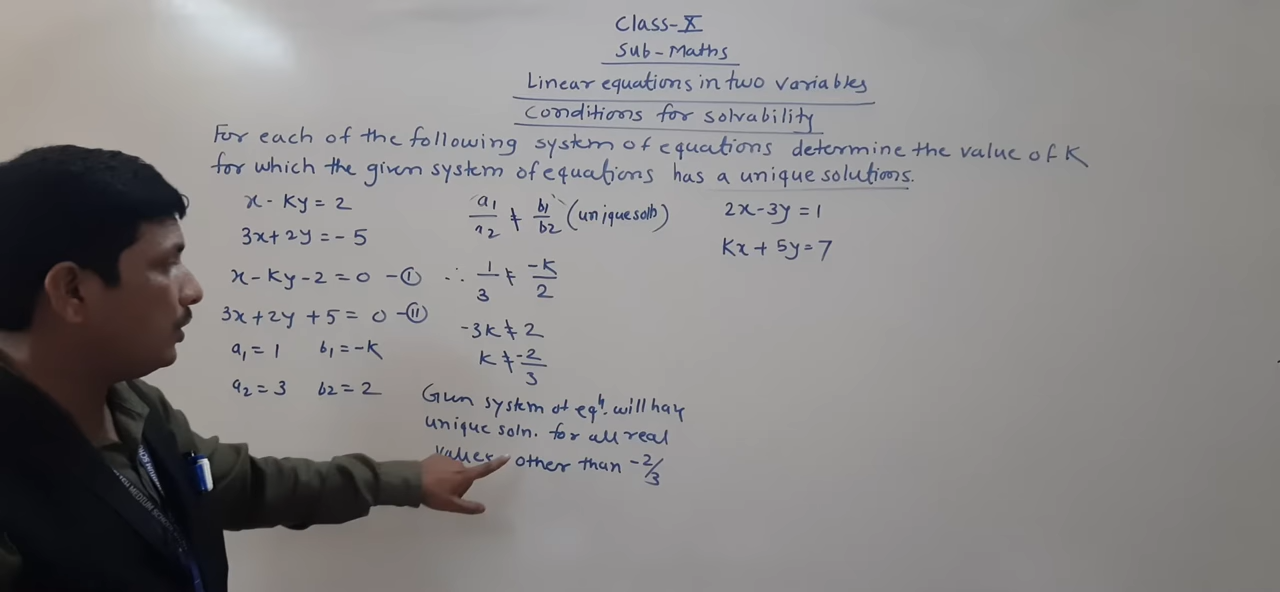 Class-X
Sub-Maths
Linear equations in two variables
Conditions for solvability
For each of the following system of equations determine the value of K
for which the given system of equations has a unique solutions.
x - Ky = 2
3x + 2y = -5
x - Ky - 2 = 0 - (I)
3x + 2y + 5 = 0 - (II)
a1 = 1 b1 = -K
a2 = 3 b2 = 2
a1/a2 ≠ b1/b2 (unique soln)
∴ 1/3 ≠ -K/2
-3K ≠ 2
K ≠ -2/3
Given system of eqn. will have
unique soln. for all real
values other than -2/3
2x - 3y = 1
Kx + 5y = 7
MEDIUM SCHOOL